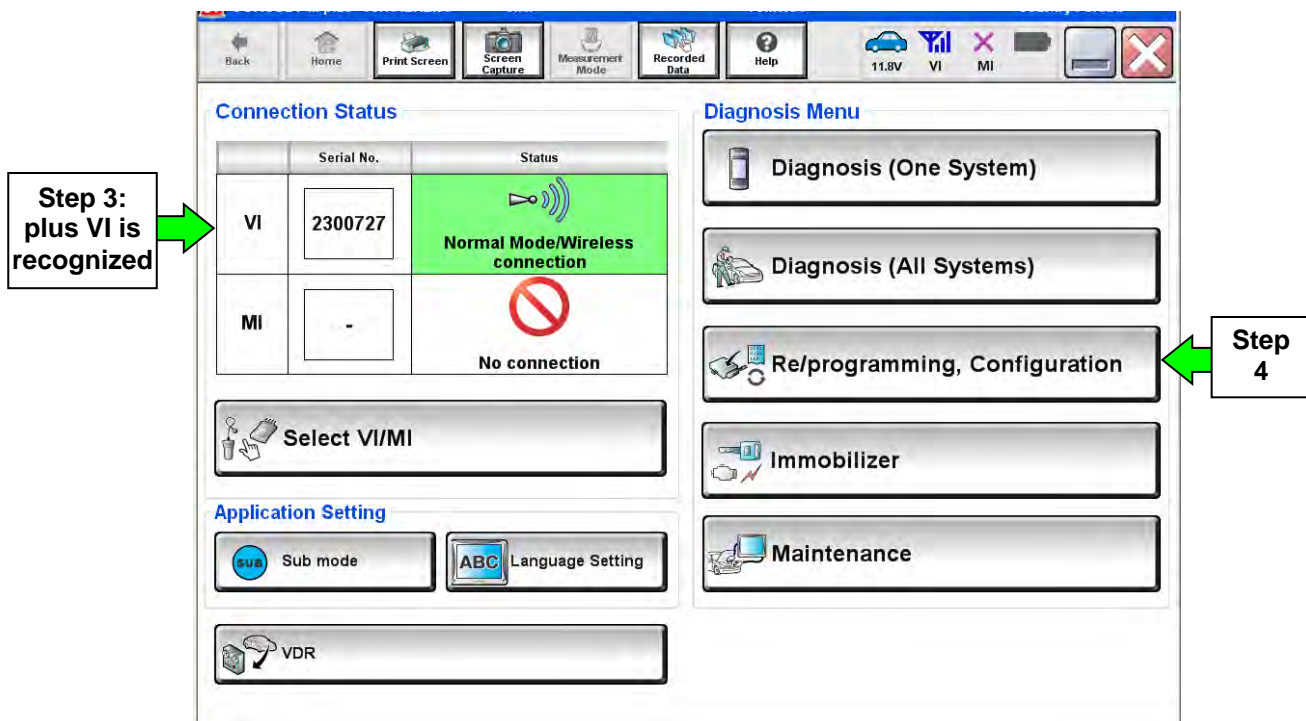 Back
Home
Print Screen
Screen
Capture
Measurement
Mode
Recorded
Data
Help
11.8V
VI
MI
Connection Status
Serial No.
Status
VI
2300727
Normal Mode/Wireless
connection
MI
-
No connection
Select VI/MI
Application Setting
SUB
Sub mode
ABC
Language Setting
VDR
Diagnosis Menu
Diagnosis (One System)
Diagnosis (All Systems)
Re/programming, Configuration
Immobilizer
Maintenance
Step 3:
plus VI is
recognized
Step
4